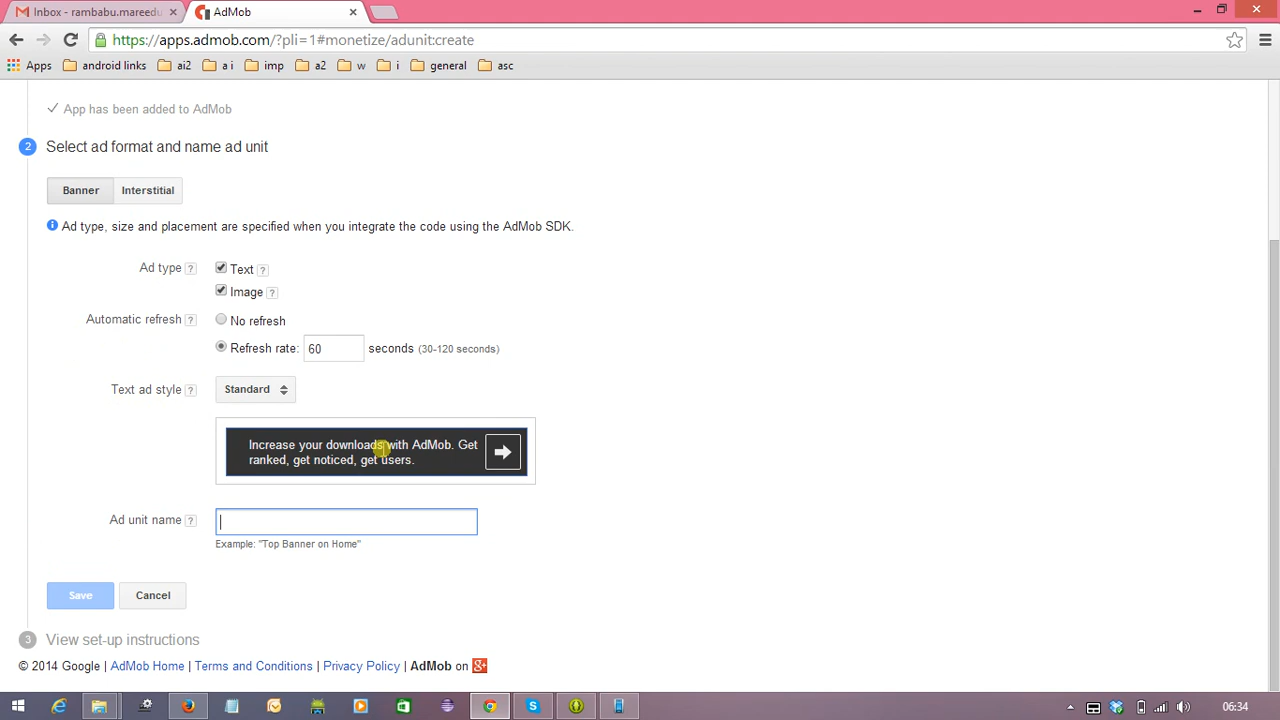 Inbox - rambabu.mareedu
AdMob
https://apps.admob.com/?pli=1#monetize/adunit:create
Apps android links ai2 a i imp a2 w i general asc
App has been added to AdMob
2 Select ad format and name ad unit
Banner Interstitial
Ad type, size and placement are specified when you integrate the code using the AdMob SDK.
Ad type ? Text ?
Image ?
Automatic refresh ? No refresh
Refresh rate: 60 seconds (30-120 seconds)
Text ad style ? Standard
Increase your downloads with AdMob. Get
ranked, get noticed, get users.
Ad unit name ?
Example: "Top Banner on Home"
Save Cancel
3 View set-up instructions
© 2014 Google | AdMob Home | Terms and Conditions | Privacy Policy | AdMob on g+
06:34